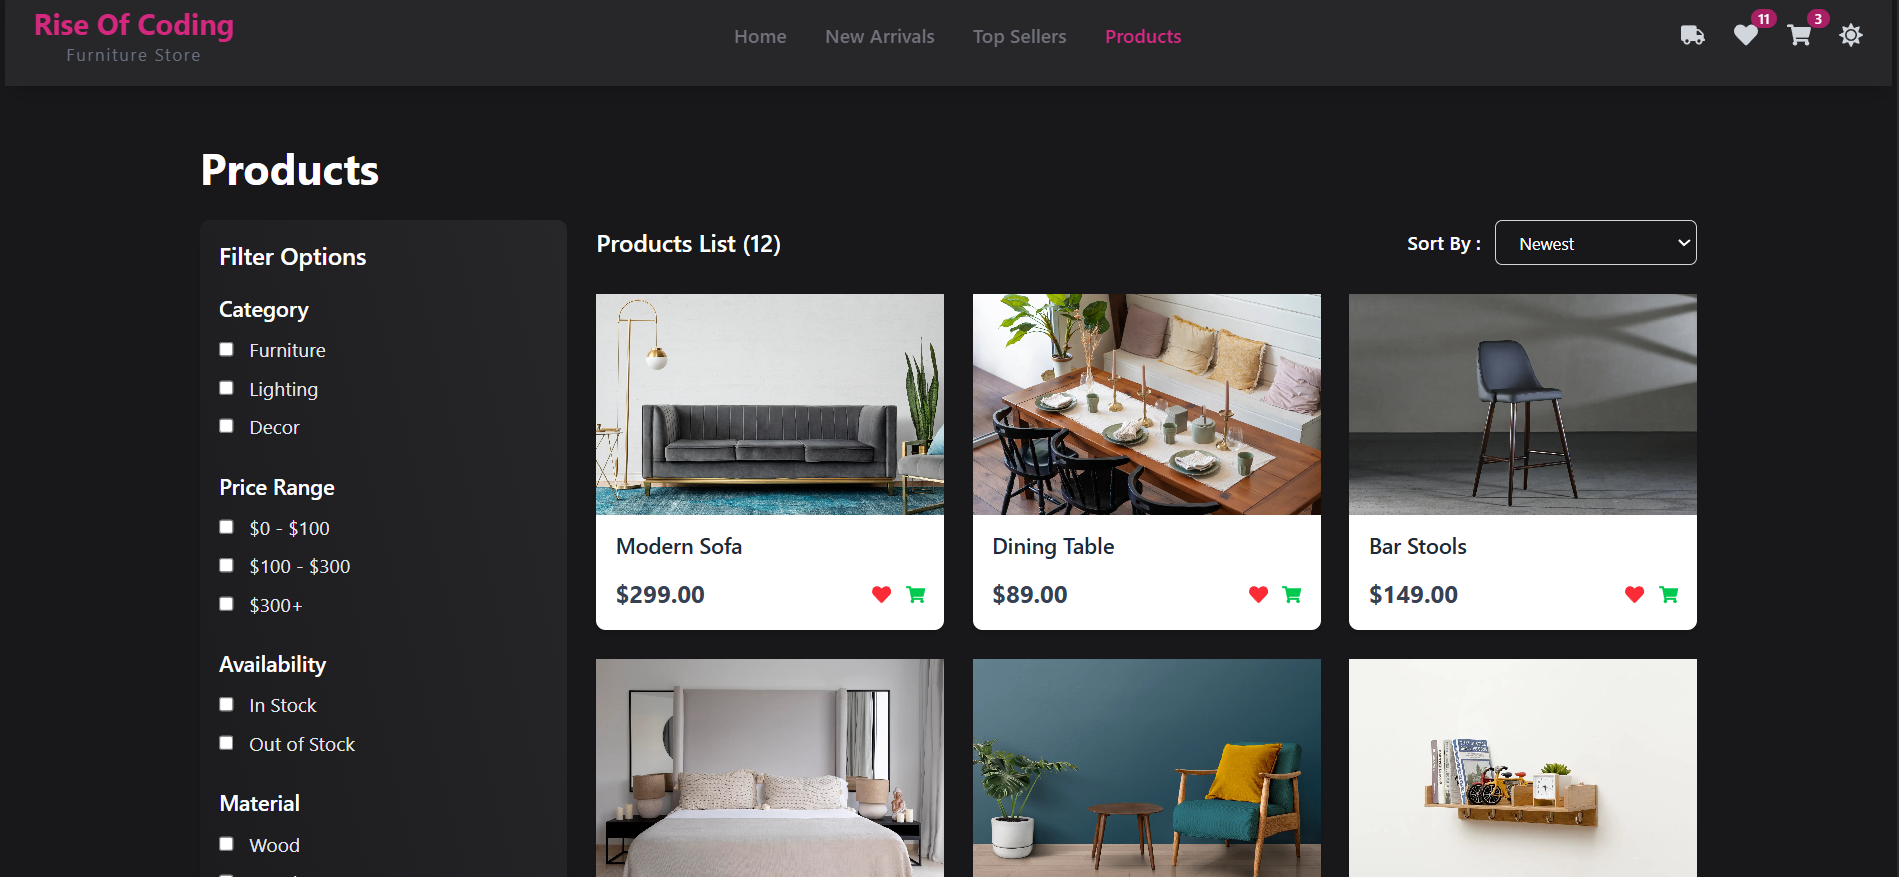 Rise Of Coding
Furniture Store
Home New Arrivals Top Sellers Products
11
3
Products
Filter Options
Category
Furniture
Lighting
Decor
Price Range
$0 - $100
$100 - $300
$300+
Availability
In Stock
Out of Stock
Material
Wood
Products List (12)
Sort By :
Newest
Modern Sofa
$299.00
Dining Table
$89.00
Bar Stools
$149.00